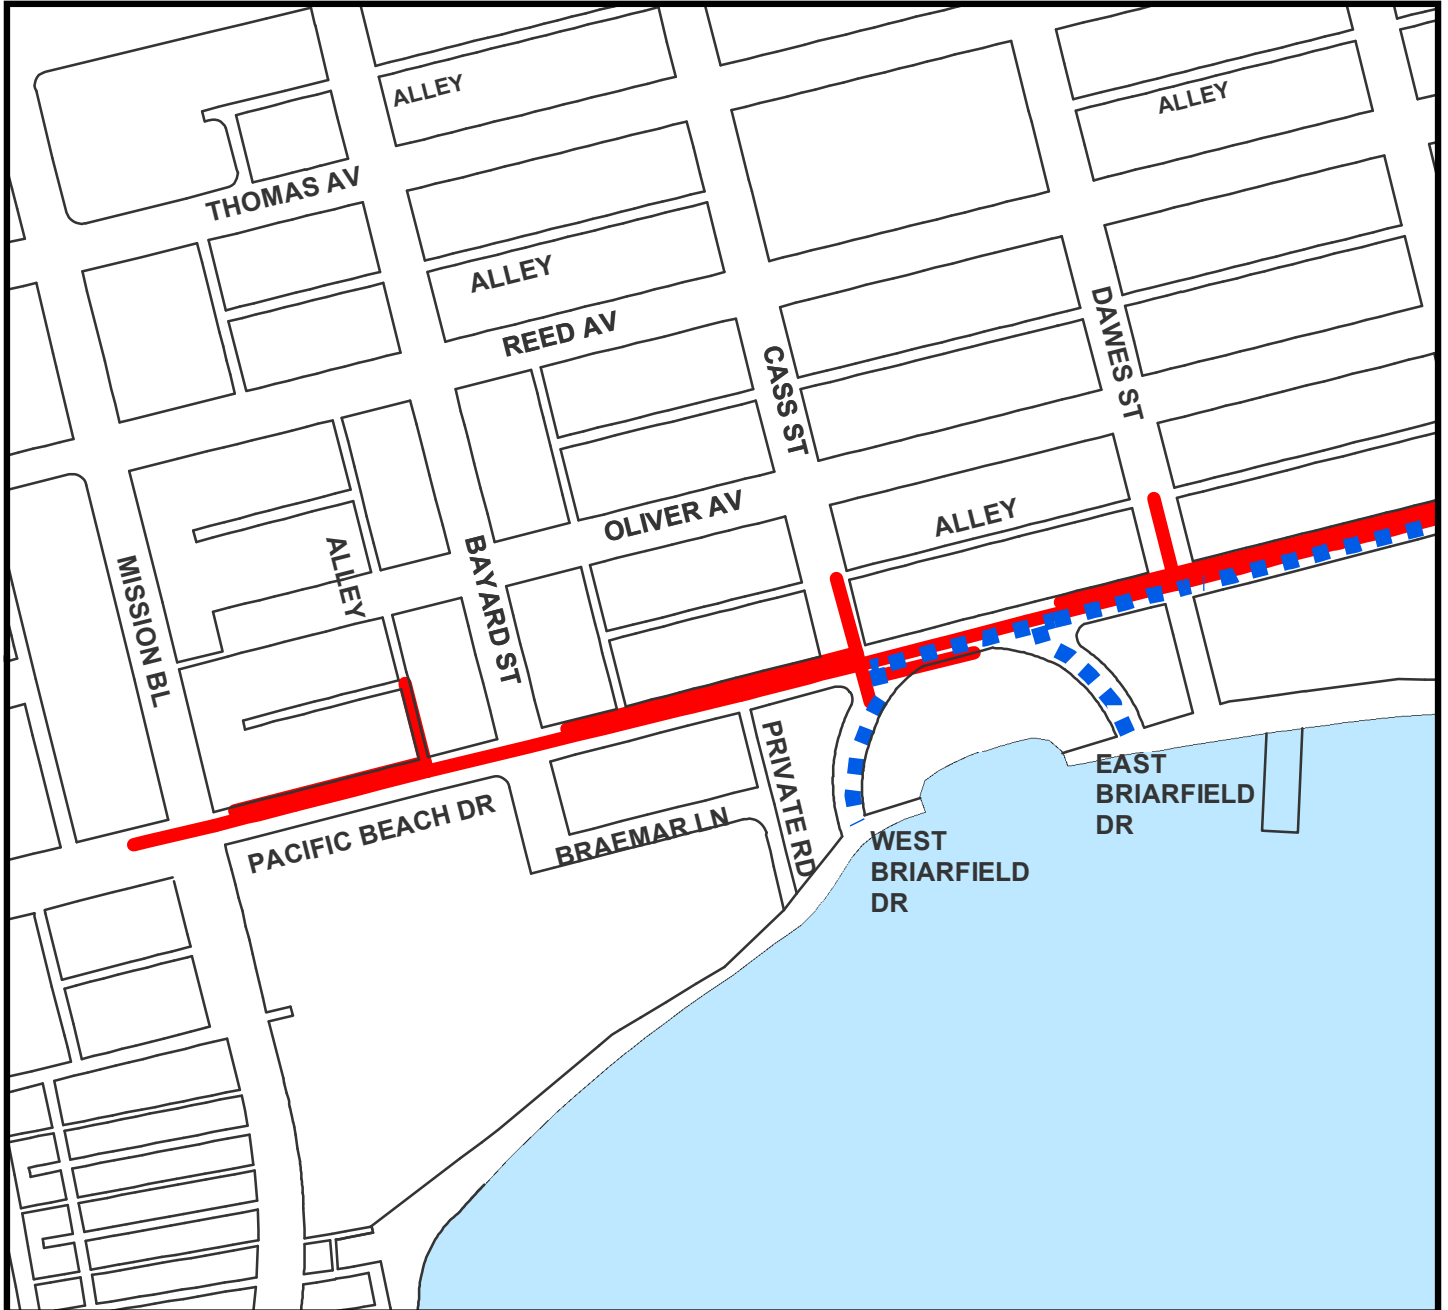 ALLEY
ALLEY
THOMAS AV
ALLEY
REED AV
DAWES ST
CASS ST
OLIVER AV
ALLEY
ALLEY
BAYARD ST
MISSION BL
PRIVATE RD
EAST
BRIARFIELD
DR
PACIFIC BEACH DR
BRAEMAR LN
WEST
BRIARFIELD
DR